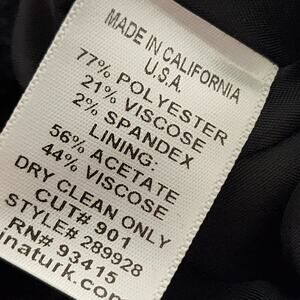 MADE IN CALIFORNIA
U.S.A.
77% POLYESTER
21% VISCOSE
2% SPANDEX
LINING:
56% ACETATE
44% VISCOSE
DRY CLEAN ONLY
CUT# 901
STYLE# 289928
RN# 93415
inaturk.com